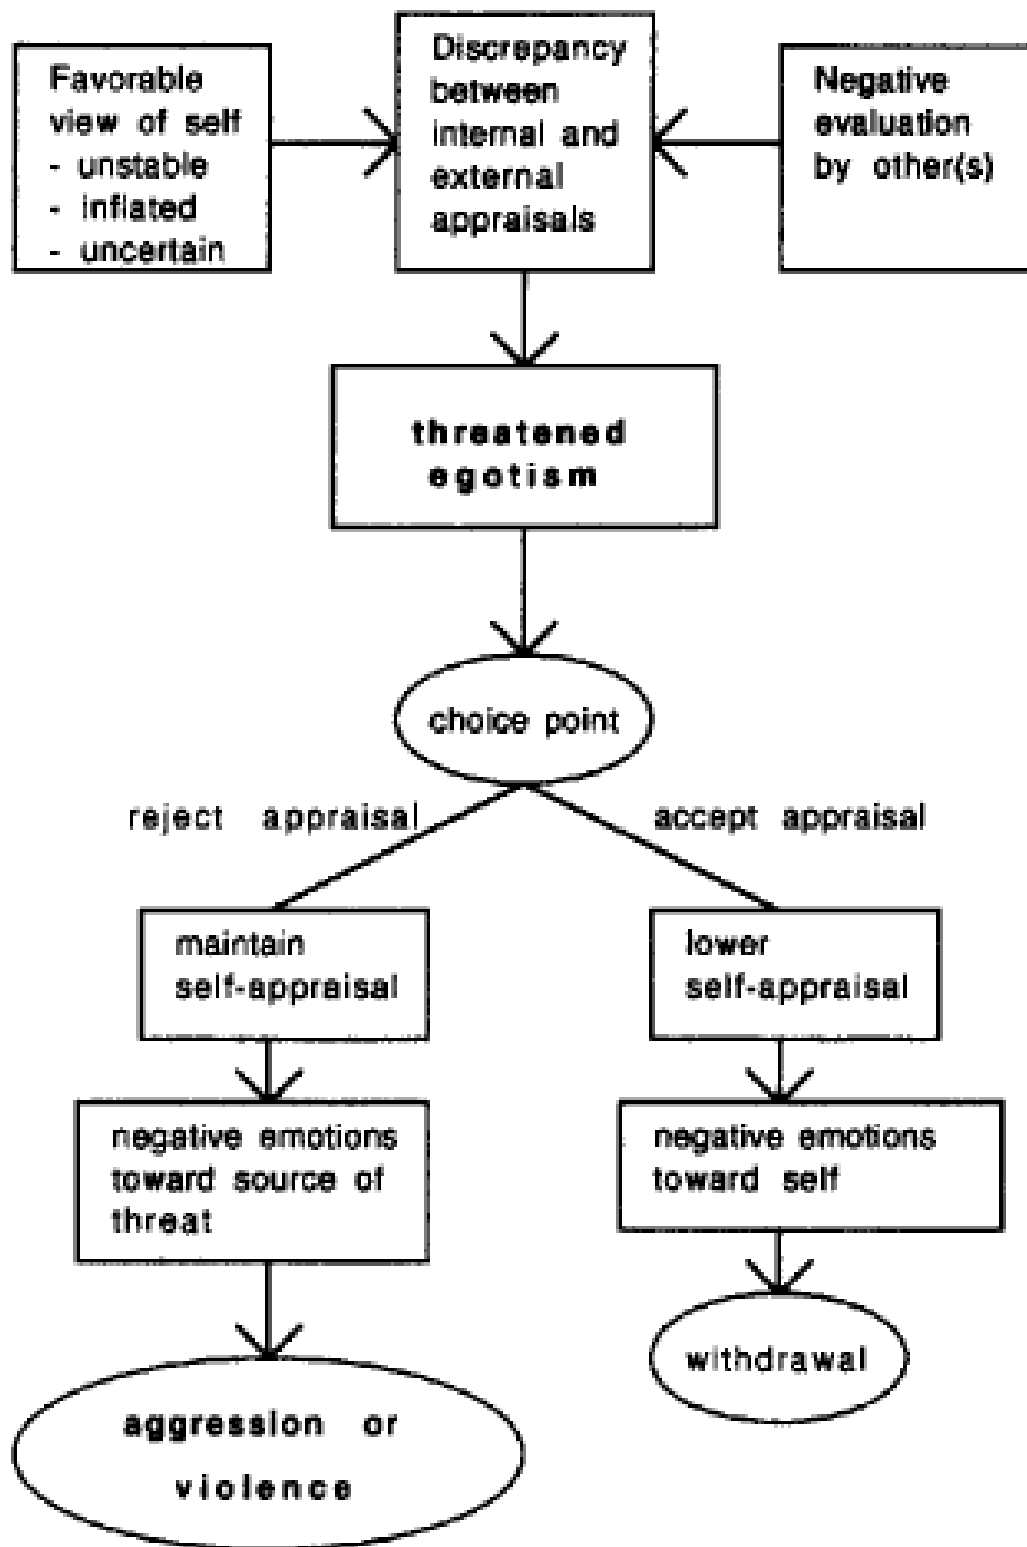 Favorable
view of self
- unstable
- inflated
- uncertain
Discrepancy
between
internal and
external
appraisals
Negative
evaluation
by other(s)
threatened
egotism
choice point
reject appraisal
accept appraisal
maintain
self-appraisal
lower
self-appraisal
negative emotions
toward source of
threat
negative emotions
toward self
withdrawal
aggression or
violence